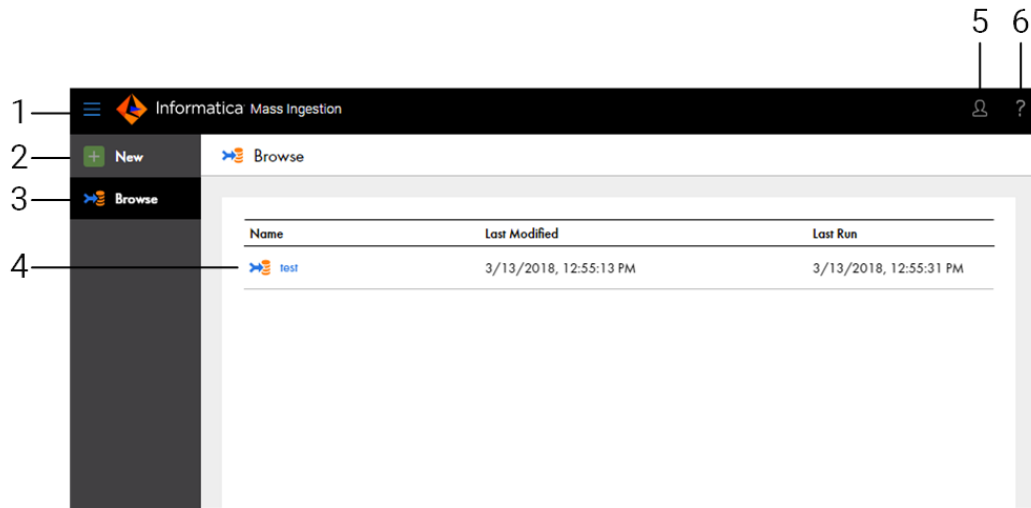 5 6
1 Informatica Mass Ingestion ?
2 + New Browse
3 Browse
Name Last Modified Last Run
4 test 3/13/2018, 12:55:13 PM 3/13/2018, 12:55:31 PM